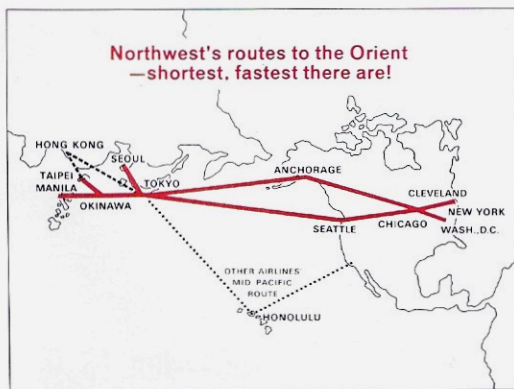 Northwest's routes to the Orient
—shortest, fastest there are!
HONG KONG
SEOUL
TAIPEI
MANILA
TOKYO
OKINAWA
ANCHORAGE
CLEVELAND
NEW YORK
SEATTLE
CHICAGO
WASH., D.C.
OTHER AIRLINES'
MID PACIFIC
ROUTE
HONOLULU